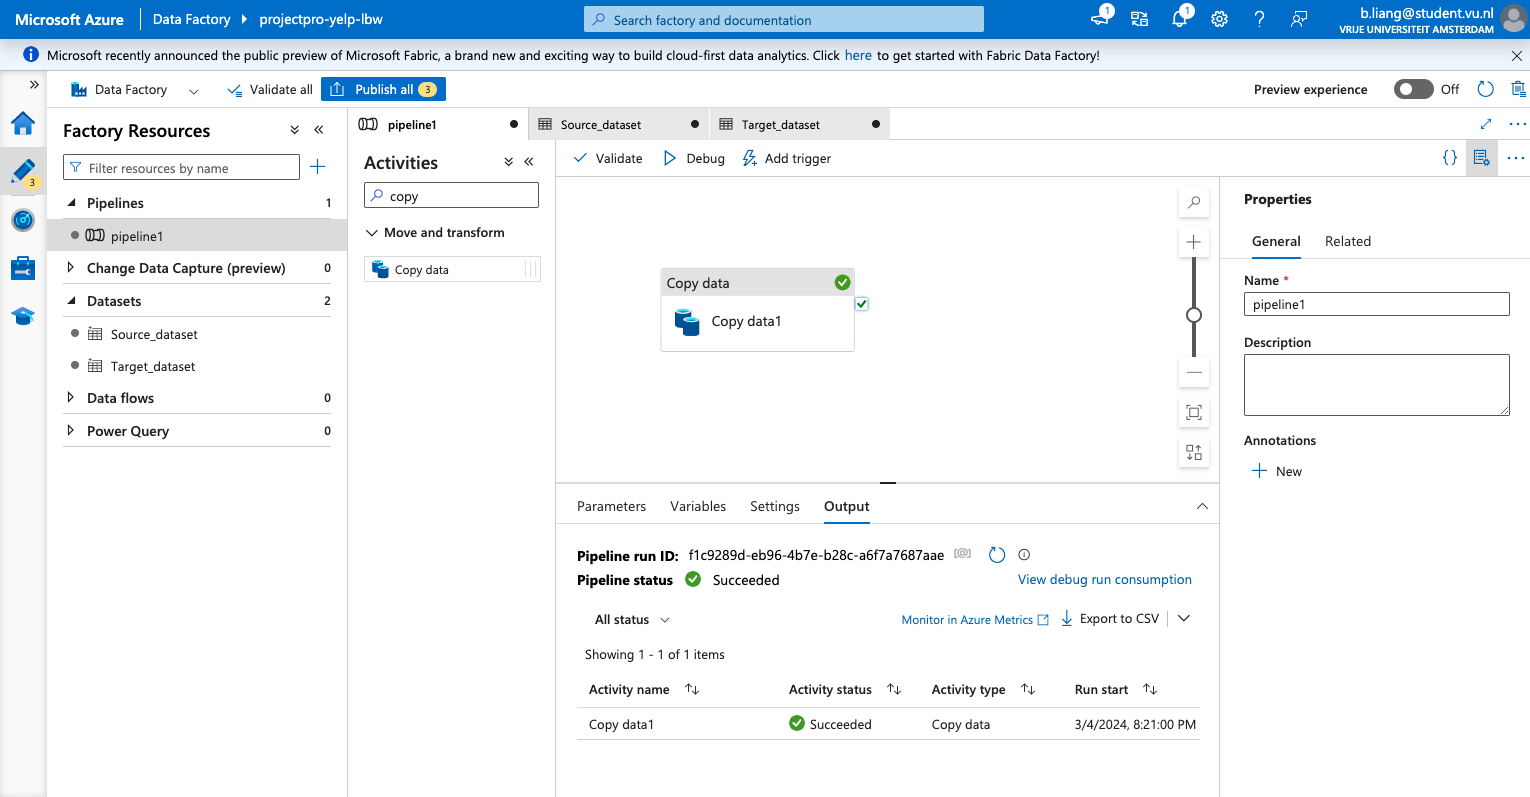 Microsoft Azure
Data Factory
projectpro-yelp-lbw
Search factory and documentation
1
1
b.liang@student.vu.nl
VRIJE UNIVERSITEIT AMSTERDAM
Microsoft recently announced the public preview of Microsoft Fabric, a brand new and exciting way to build cloud-first data analytics. Click here to get started with Fabric Data Factory!
Data Factory
Validate all
Publish all 3
Preview experience
Off
3
Factory Resources
Filter resources by name
Pipelines 1
pipeline1
Change Data Capture (preview) 0
Datasets 2
Source_dataset
Target_dataset
Data flows 0
Power Query 0
pipeline1
Source_dataset
Target_dataset
Activities
copy
Move and transform
Copy data
Validate
Debug
Add trigger
{}
Copy data
Copy data1
Parameters
Variables
Settings
Output
Pipeline run ID: f1c9289d-eb96-4b7e-b28c-a6f7a7687aae [@]
Pipeline status Succeeded
View debug run consumption
All status
Monitor in Azure Metrics
Export to CSV
Showing 1 - 1 of 1 items
Activity name Activity status Activity type Run start
Copy data1 Succeeded Copy data 3/4/2024, 8:21:00 PM
Properties
General
Related
Name *
pipeline1
Description
Annotations
New